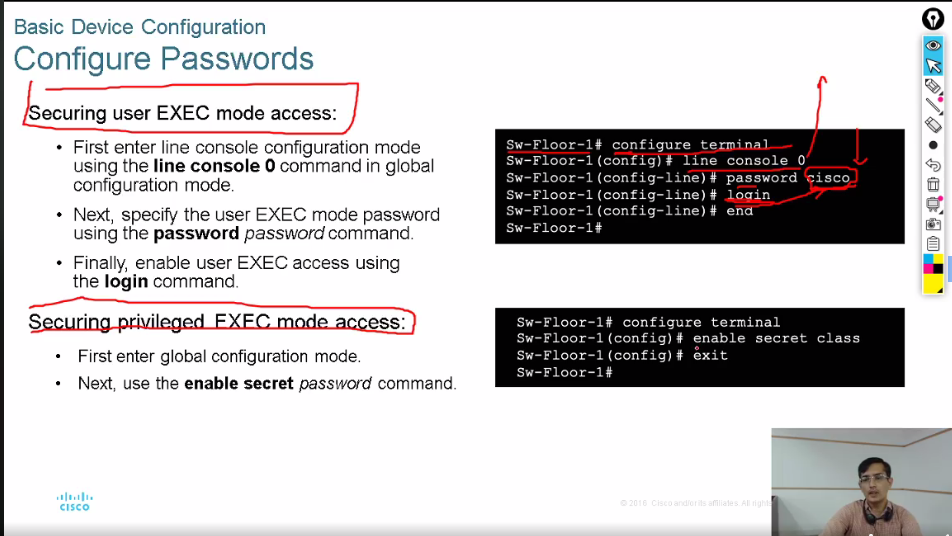 Basic Device Configuration
Configure Passwords
Securing user EXEC mode access:
• First enter line console configuration mode
using the line console 0 command in global
configuration mode.
• Next, specify the user EXEC mode password
using the password password command.
• Finally, enable user EXEC access using
the login command.
Securing privileged EXEC mode access:
• First enter global configuration mode.
• Next, use the enable secret password command.
Sw-Floor-1# configure terminal
Sw-Floor-1(config)# line console 0
Sw-Floor-1(config-line)# password cisco
Sw-Floor-1(config-line)# login
Sw-Floor-1(config-line)# end
Sw-Floor-1#
Sw-Floor-1# configure terminal
Sw-Floor-1(config)# enable secret class
Sw-Floor-1(config)# exit
Sw-Floor-1#
CISCO
Cisco and/or its affiliates. All rights